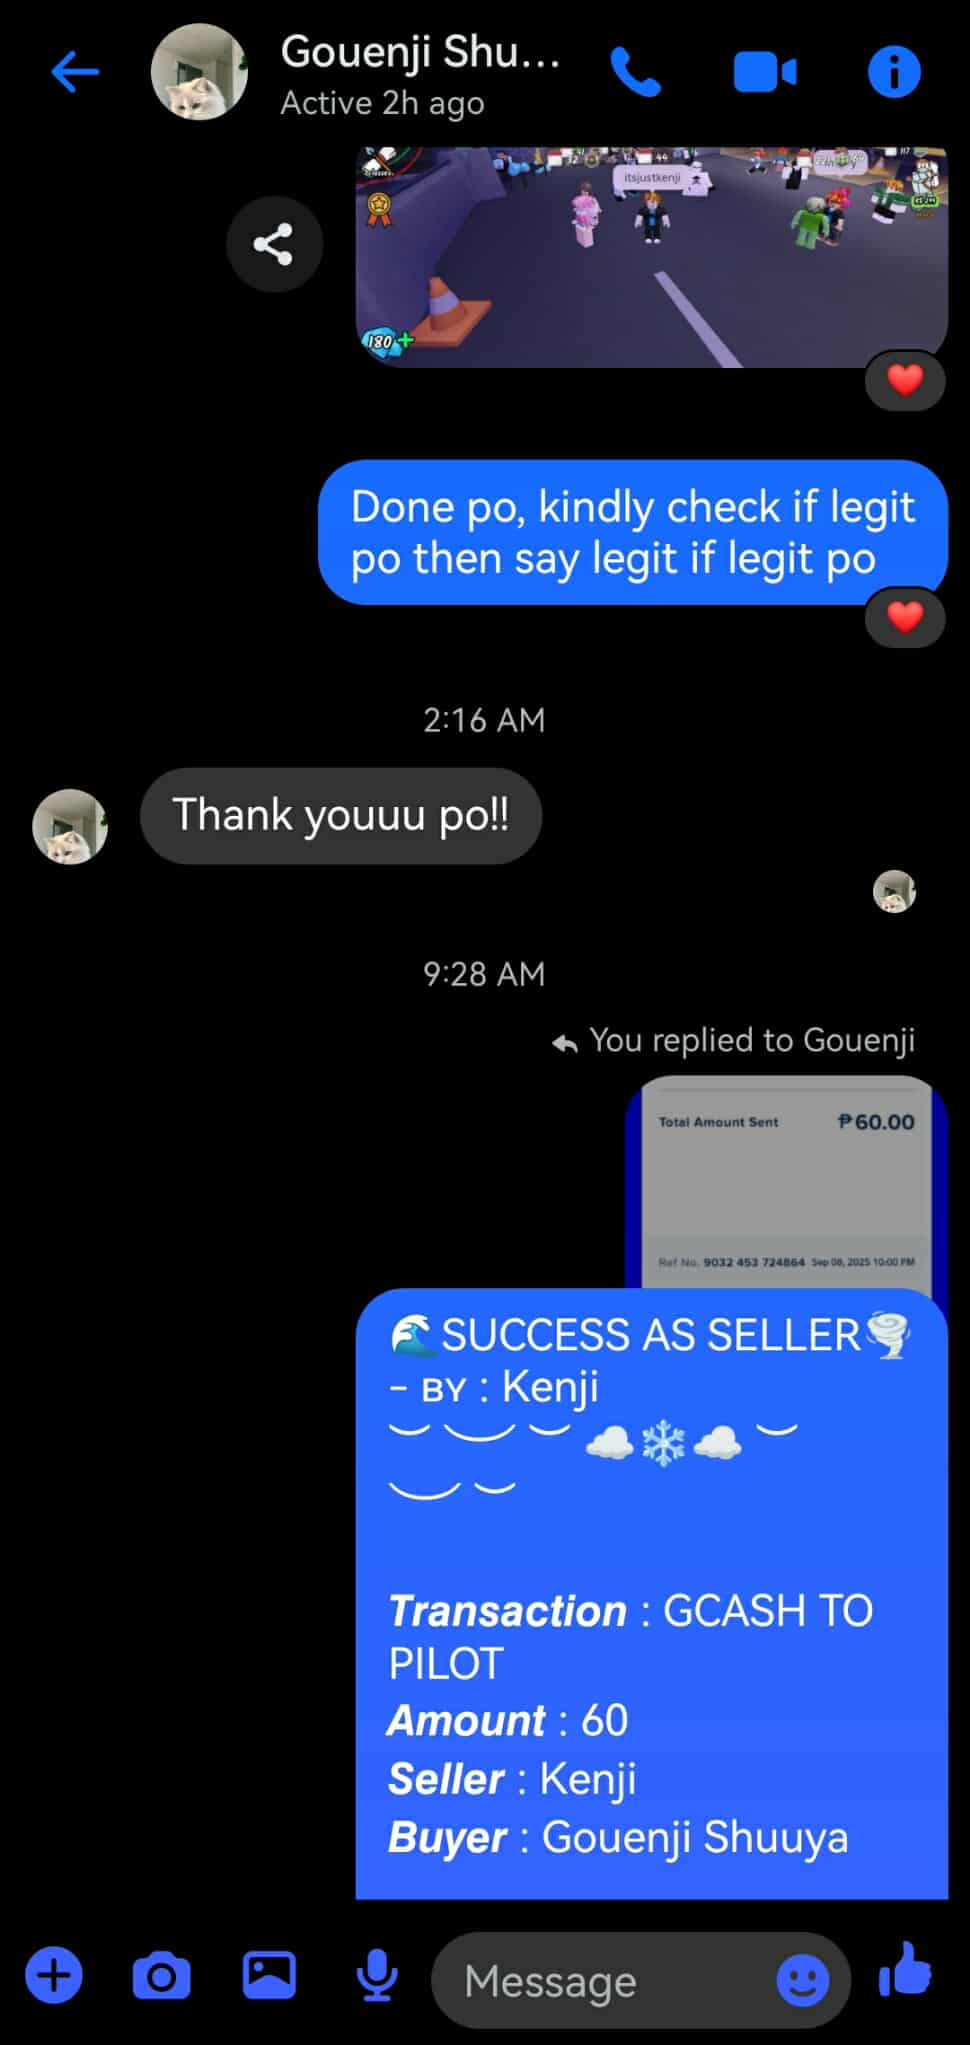 Gouenji Shu...
Active 2h ago
44
117
itsjustkenji
180
Done po, kindly check if legit
po then say legit if legit po
2:16 AM
Thank youuu po!!
9:28 AM
You replied to Gouenji
Total Amount Sent ₱60.00
Ref No. 9032 453 724864 Sep 08, 2025 10:00 PM
🌊SUCCESS AS SELLER🌪️
- ʙʏ : Kenji
︶︶︶☁️❄️☁️︶
︶︶
Transaction : GCASH TO
PILOT
Amount : 60
Seller : Kenji
Buyer : Gouenji Shuuya
Message